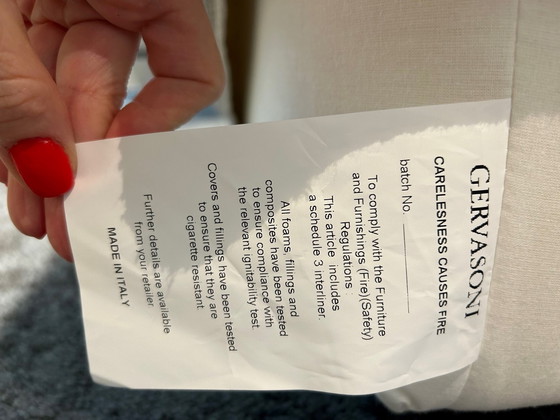 GERVASONI
CARELESNESS CAUSES FIRE
batch No. ____________
To comply with the Furniture
and Furnishings (Fire)(Safety)
Regulations
This article includes
a schedule 3 interliner.
All foams, fillings and
composites have been tested
to ensure compliance with
the relevant ignitability test.
Covers and fillings have been tested
to ensure that they are
cigarette resistant.
Further details are available
from your retailer
MADE IN ITALY